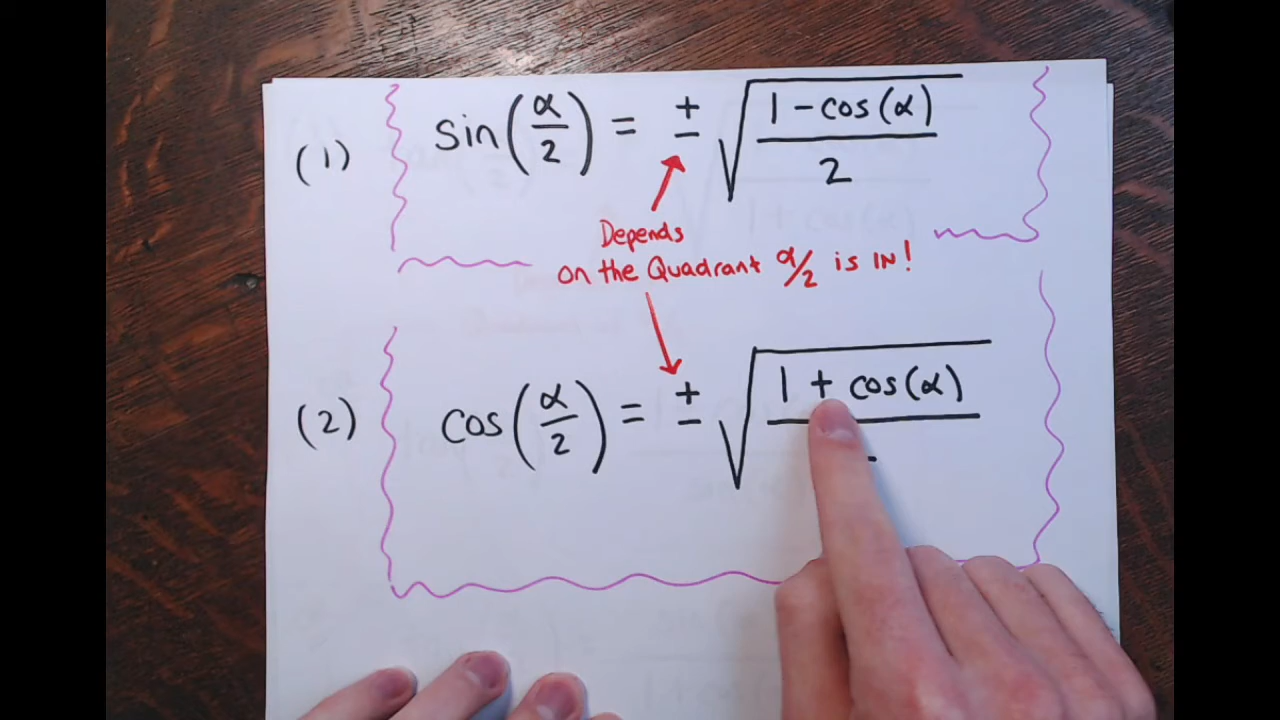 (1) sin(α/2) = ± √((1 - cos(α))/2)
Depends
on the Quadrant α/2 is IN!
(2) cos(α/2) = ± √(1 + cos(α))